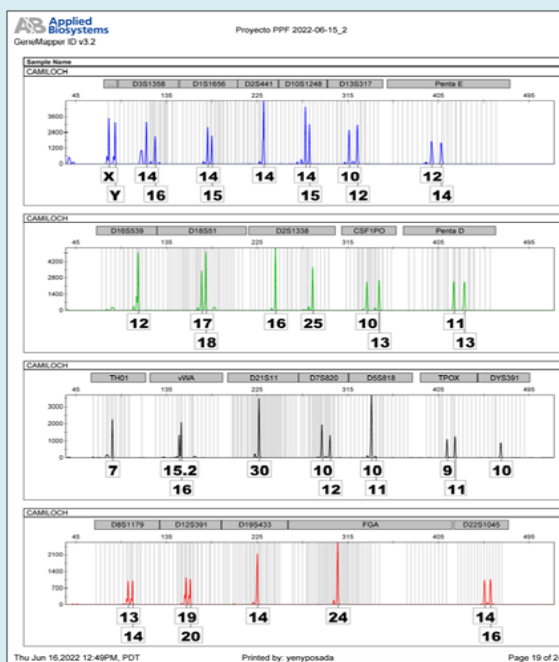 AB Applied Biosystems
GeneMapper ID v3.2
Proyecto PPF 2022-06-15_2
Sample Name
CAMILOCH
D3S1358 D1S1656 D2S441 D10S1248 D13S317 Penta E
45 135 225 315 405 495
3600
2400
1200
0
X 14 14 14 14 10 12
Y 16 15 15 12 14
CAMILOCH
D16S539 D18S51 D2S1338 CSF1PO Penta D
45 135 225 315 405 495
4200
2800
1400
0
12 17 16 25 10 11
18 13 13
CAMILOCH
TH01 vWA D21S11 D7S820 D5S818 TPOX DYS391
45 135 225 315 405 495
3000
2000
1000
0
7 15.2 30 10 10 9 10
16 12 11 11
CAMILOCH
D8S1179 D12S391 D19S433 FGA D22S1045
45 135 225 315 405 495
2100
1400
700
0
13 19 14 24 14
14 20 16
Thu Jun 16,2022 12:49PM, PDT Printed by: yenyposada Page 19 of